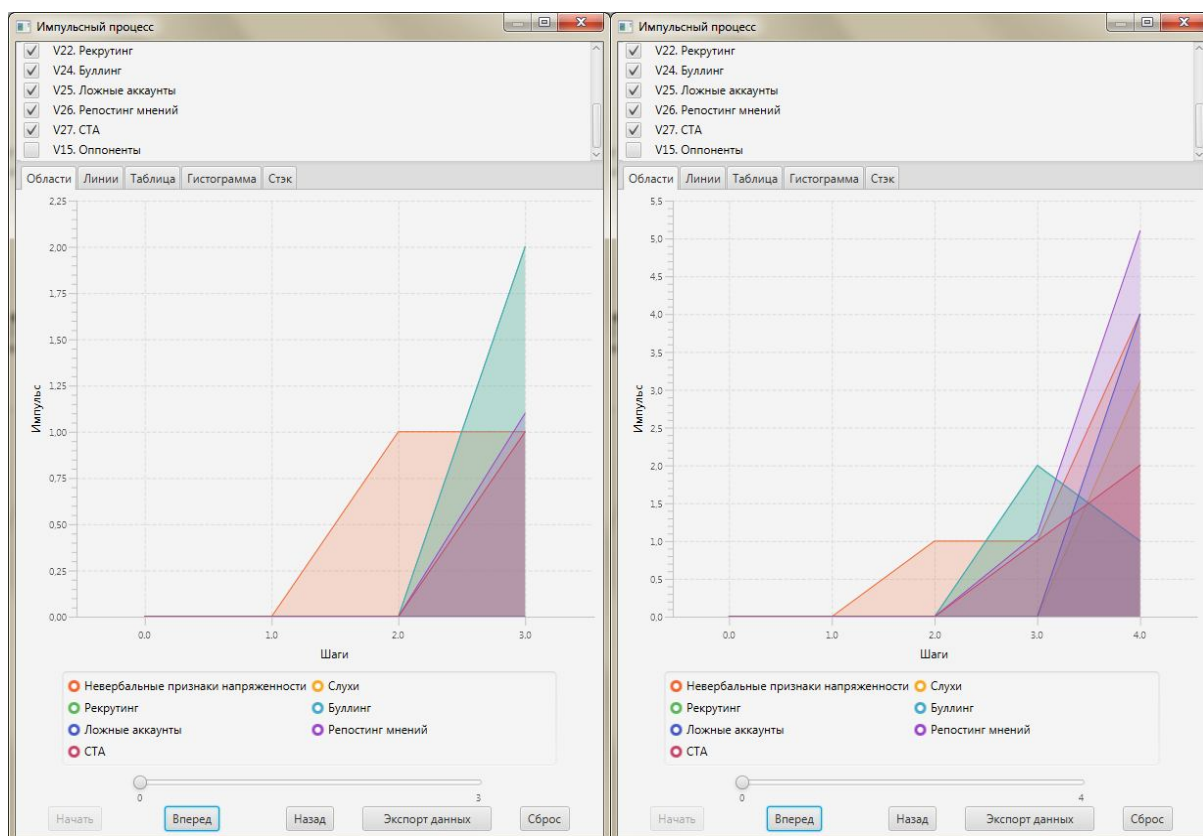 Импульсный процесс
V22. Рекрутинг
V24. Буллинг
V25. Ложные аккаунты
V26. Репостинг мнений
V27. СТА
V15. Оппоненты
Области Линии Таблица Гистограмма Стэк
2,25
2,00
1,75
1,50
1,25
1,00
0,75
0,50
0,25
0,00
Импульс
0.0 1.0 2.0 3.0
Шаги
Невербальные признаки напряженности Слухи
Рекрутинг Буллинг
Ложные аккаунты Репостинг мнений
СТА
0 3
Начать Вперед Назад Экспорт данных Сброс
Импульсный процесс
V22. Рекрутинг
V24. Буллинг
V25. Ложные аккаунты
V26. Репостинг мнений
V27. СТА
V15. Оппоненты
Области Линии Таблица Гистограмма Стэк
5.5
5.0
4.5
4.0
3.5
3.0
2.5
2.0
1.5
1.0
0.5
0.0
Импульс
0.0 1.0 2.0 3.0 4.0
Шаги
Невербальные признаки напряженности Слухи
Рекрутинг Буллинг
Ложные аккаунты Репостинг мнений
СТА
0 4
Начать Вперед Назад Экспорт данных Сброс